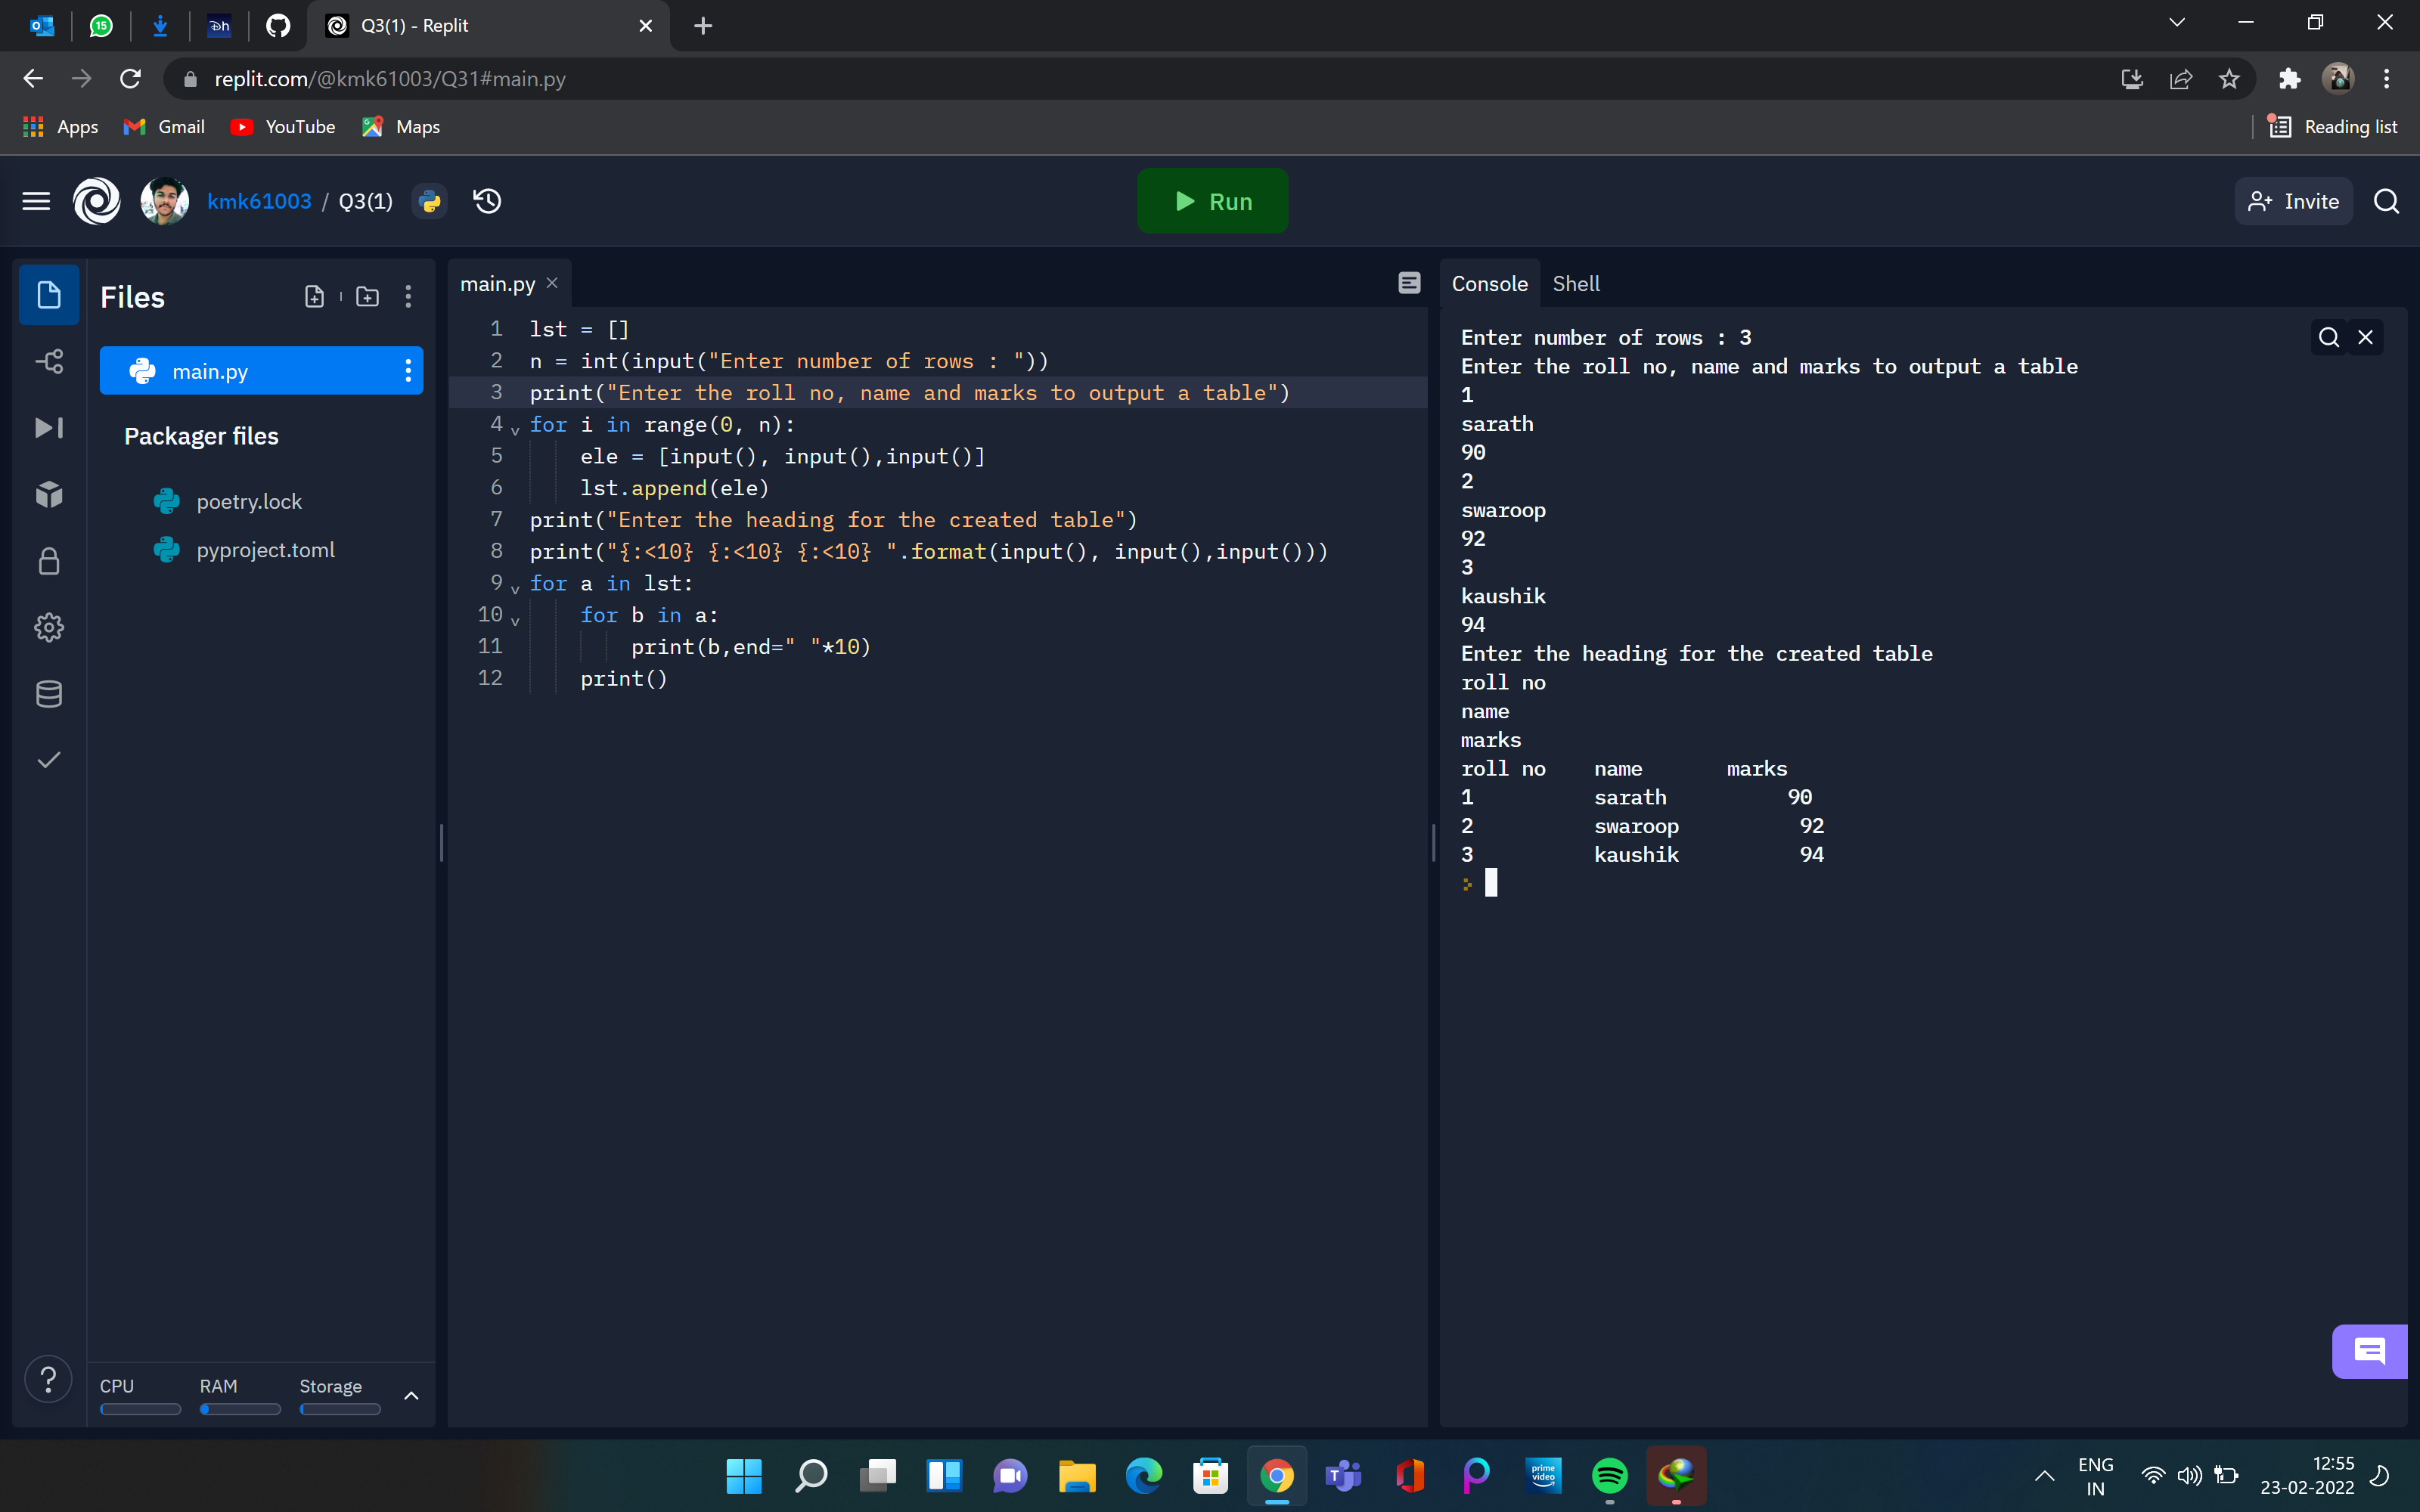 15
Dh
Q3(1) - Replit
replit.com/@kmk61003/Q31#main.py
Apps
Gmail
YouTube
Maps
Reading list
kmk61003 / Q3(1)
Run
Invite
Files
main.py
Packager files
poetry.lock
pyproject.toml
CPU
RAM
Storage
main.py
1 lst = []
2 n = int(input("Enter number of rows : "))
3 print("Enter the roll no, name and marks to output a table")
4 for i in range(0, n):
5     ele = [input(), input(),input()]
6     lst.append(ele)
7 print("Enter the heading for the created table")
8 print("{:<10} {:<10} {:<10} ".format(input(), input(),input()))
9 for a in lst:
10     for b in a:
11         print(b,end=" "*10)
12     print()
Console
Shell
Enter number of rows : 3
Enter the roll no, name and marks to output a table
1
sarath
90
2
swaroop
92
3
kaushik
94
Enter the heading for the created table
roll no
name
marks
roll no    name       marks
1          sarath          90
2          swaroop          92
3          kaushik          94
prime video
ENG
IN
12:55
23-02-2022